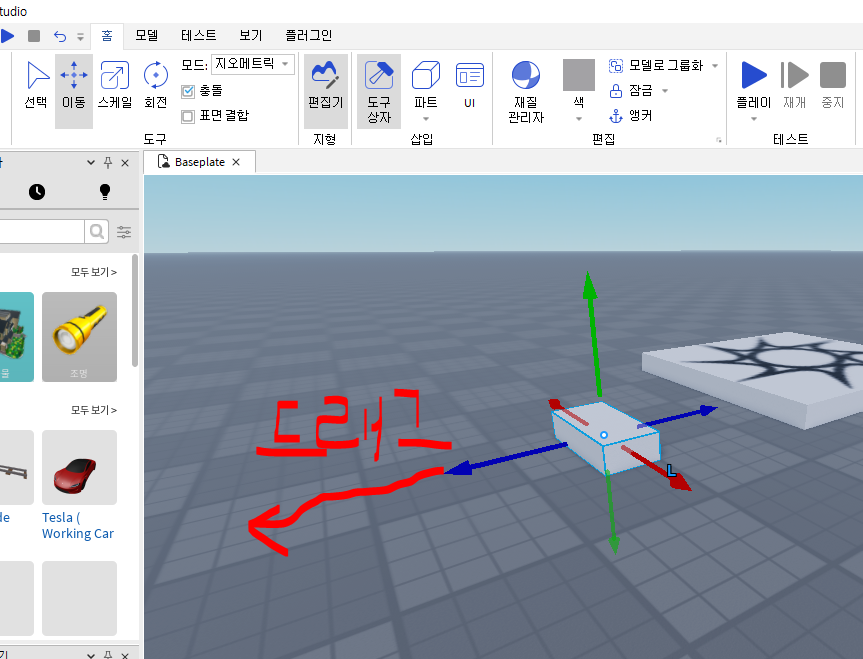 tudio
홈 모델 테스트 보기 플러그인
선택 이동 스케일 회전
모드: 지오메트릭
충돌
표면 결합
도구
편집기
지형
도구 상자
파트
UI
삽입
재질 관리자
색
모델로 그룹화
잠금
앵커
편집
플레이 재개 중지
테스트
Baseplate
모두 보기 >
물
조명
모두 보기 >
de
Tesla (
Working Car
드래그
L
기